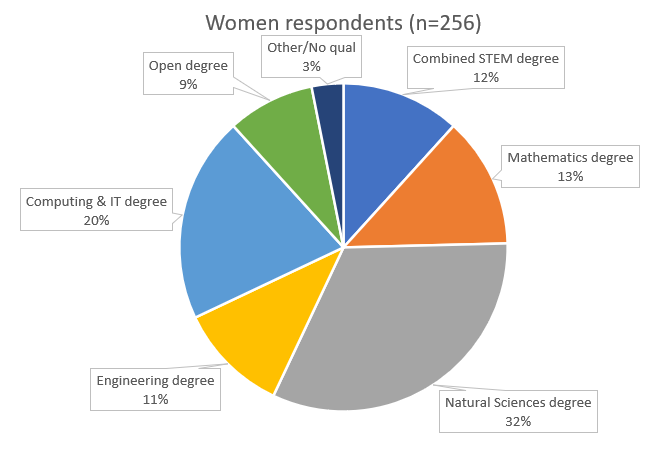 Women respondents (n=256)
Other/No qual
3%
Combined STEM degree
12%
Open degree
9%
Mathematics degree
13%
Computing & IT degree
20%
Engineering degree
11%
Natural Sciences degree
32%